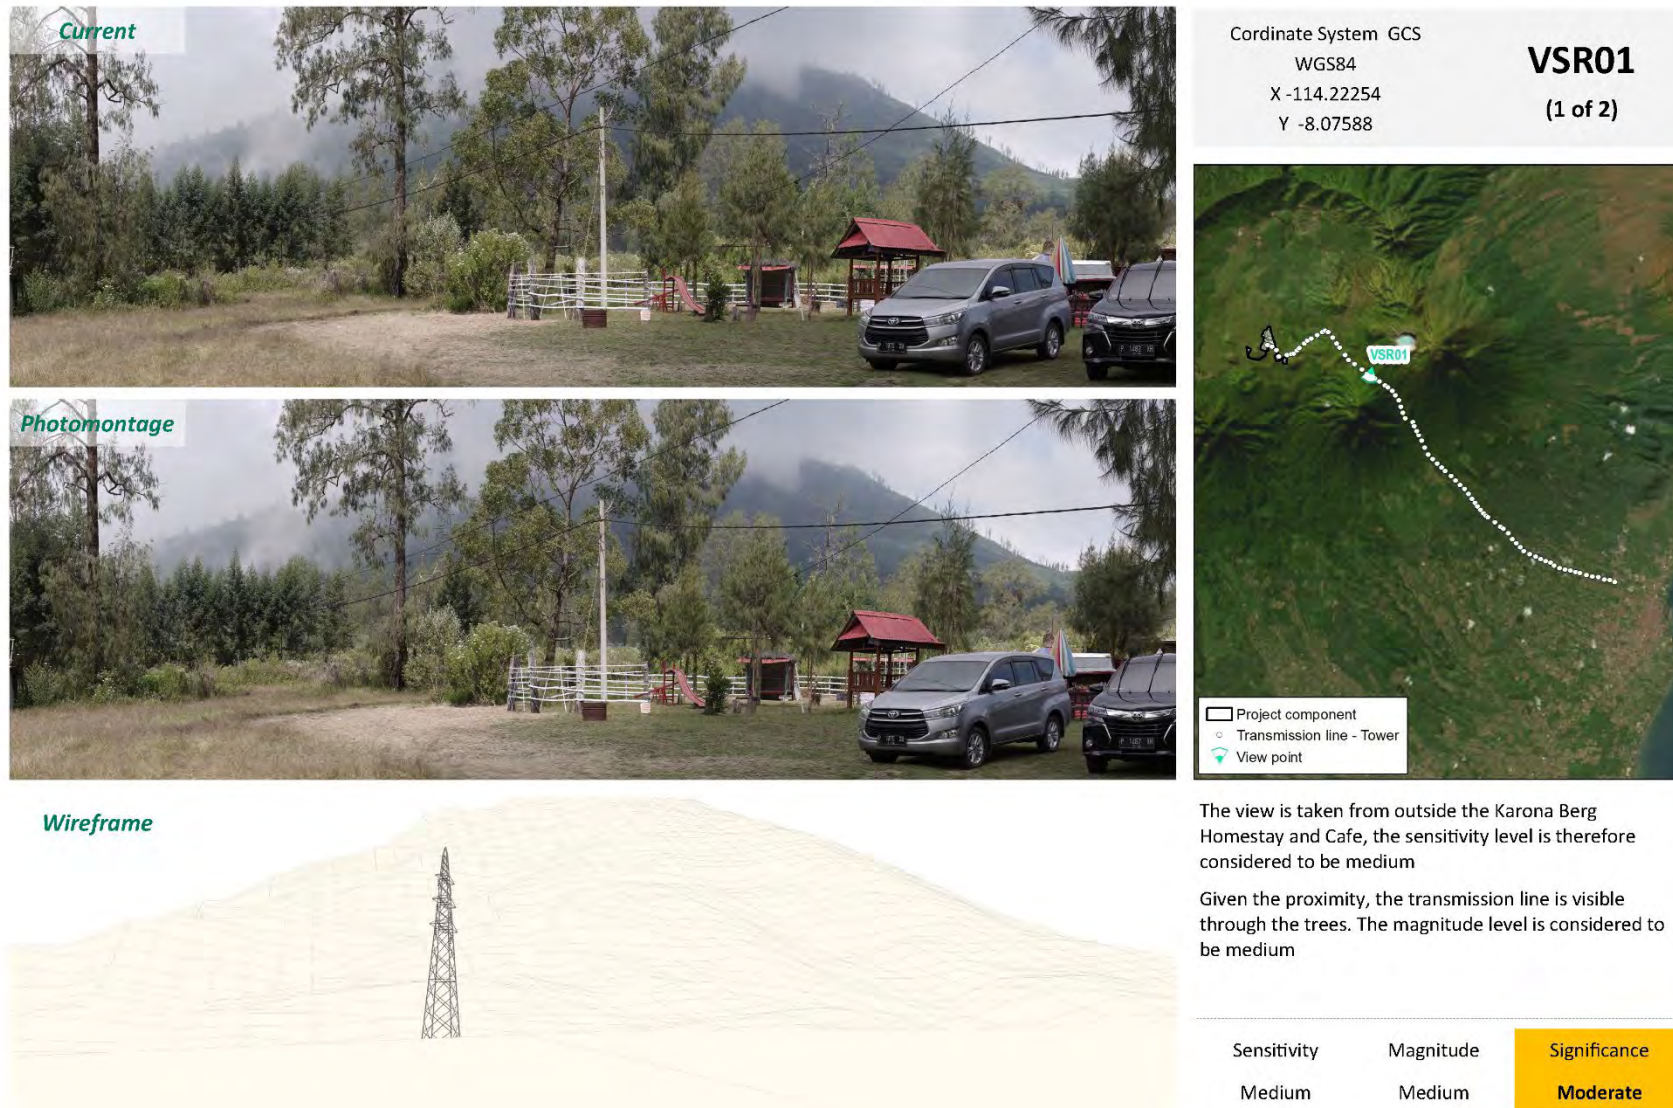 Current
Cordinate System GCS
WGS84
X -114.22254
Y -8.07588
VSR01
(1 of 2)
VSR01
Project component
Transmission line - Tower
View point
Photomontage
Wireframe
The view is taken from outside the Karona Berg
Homestay and Cafe, the sensitivity level is therefore
considered to be medium
Given the proximity, the transmission line is visible
through the trees. The magnitude level is considered to
be medium
Sensitivity
Magnitude
Significance
Medium
Medium
Moderate